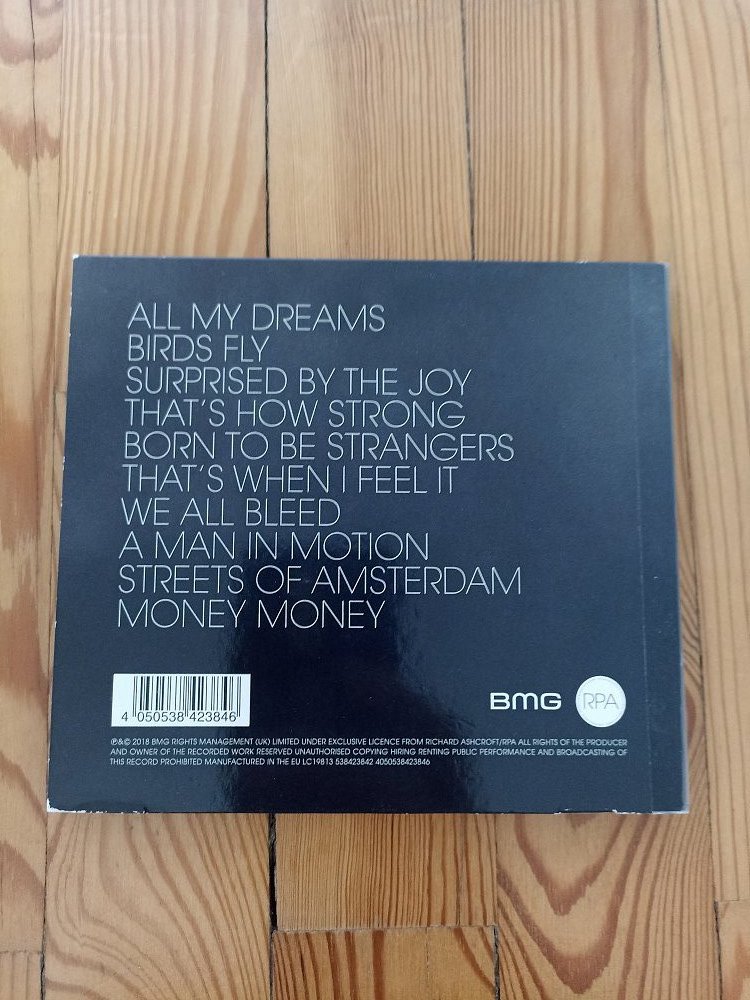 ALL MY DREAMS
BIRDS FLY
SURPRISED BY THE JOY
THAT'S HOW STRONG
BORN TO BE STRANGERS
THAT'S WHEN I FEEL IT
WE ALL BLEED
A MAN IN MOTION
STREETS OF AMSTERDAM
MONEY MONEY
4 050538 423846
BMG
RPA
℗&© 2018 BMG RIGHTS MANAGEMENT (UK) LIMITED UNDER EXCLUSIVE LICENCE FROM RICHARD ASHCROFT/RPA ALL RIGHTS OF THE PRODUCER
AND OWNER OF THE RECORDED WORK RESERVED UNAUTHORISED COPYING HIRING RENTING PUBLIC PERFORMANCE AND BROADCASTING OF
THIS RECORD PROHIBITED MANUFACTURED IN THE EU LC19813 538423842 4050538423846